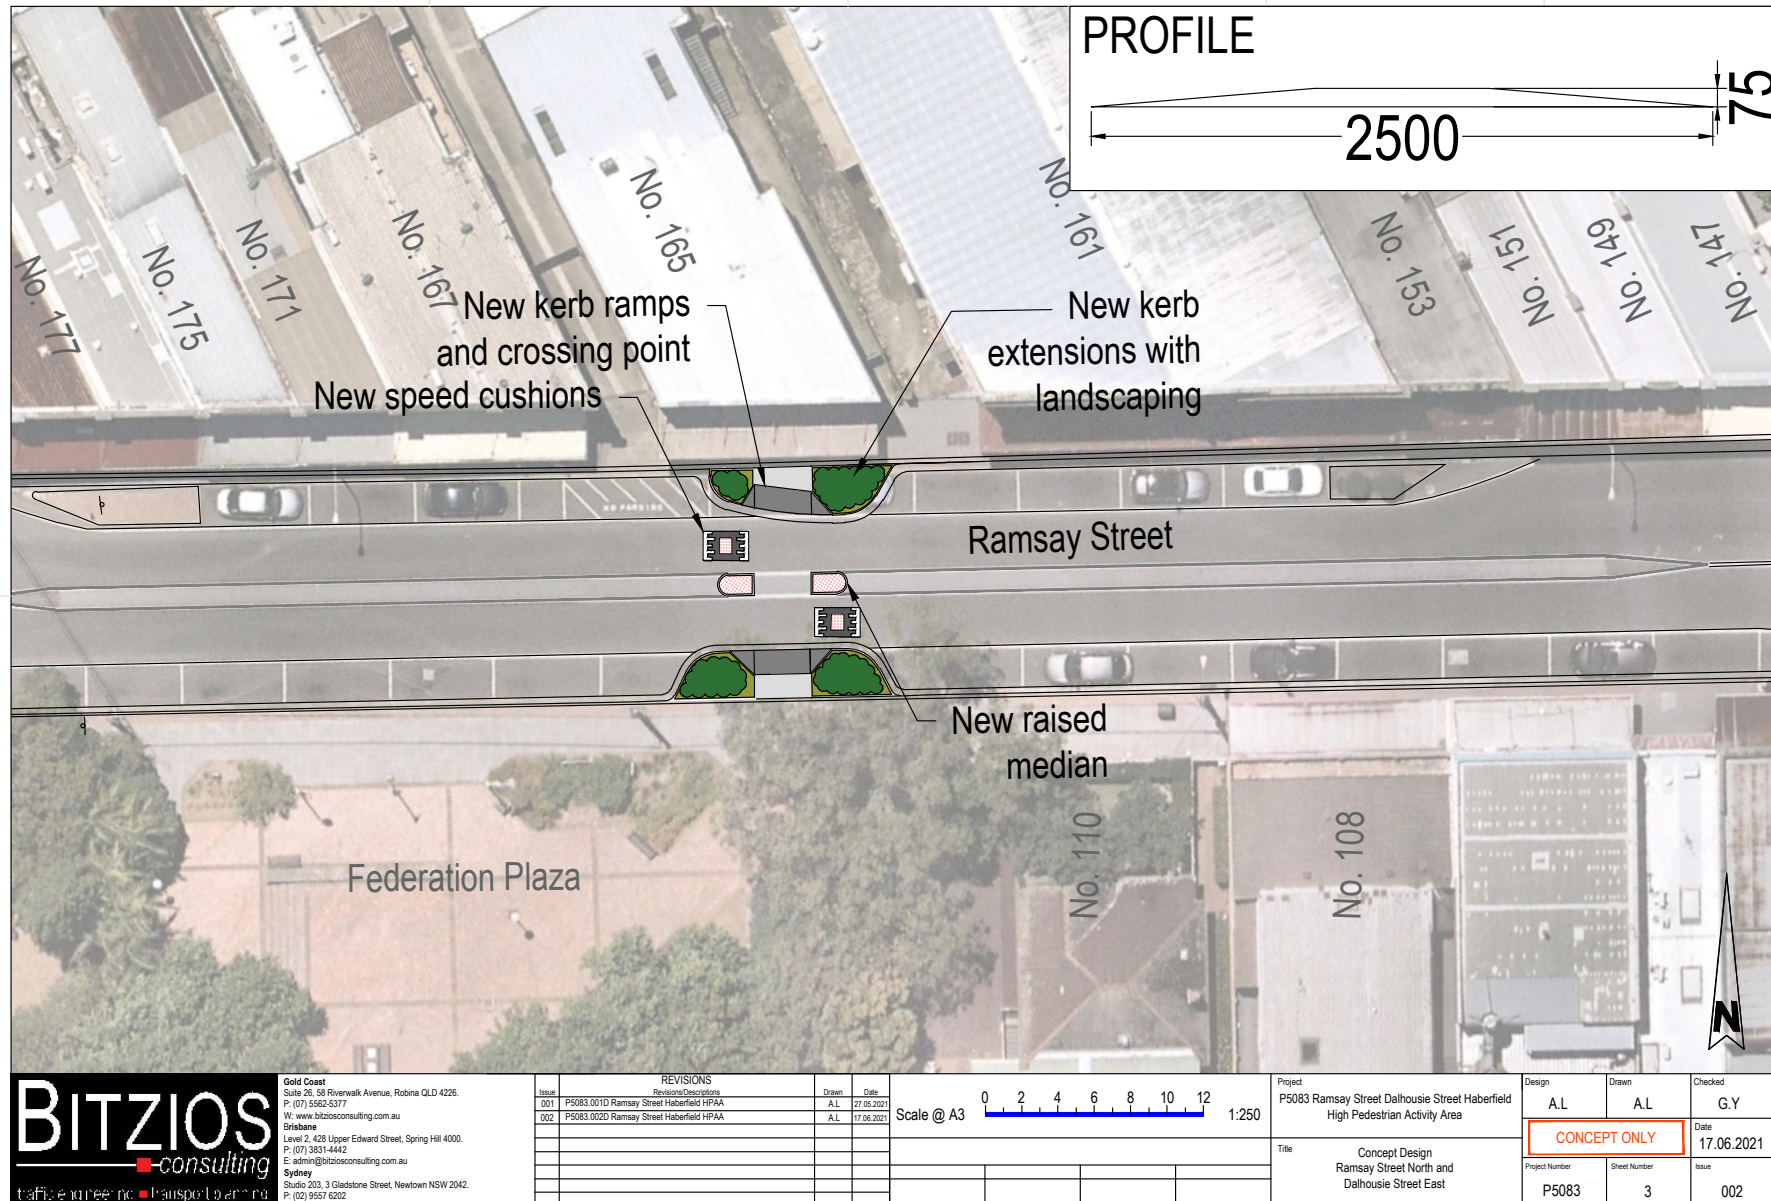 PROFILE
75
2500
No. 177
No. 175
No. 171
No. 167
No. 165
No. 161
No. 153
No. 151
No. 149
No. 147
New kerb ramps
and crossing point
New speed cushions
New kerb
extensions with
landscaping
NO PARKING
Ramsay Street
New raised
median
Federation Plaza
No. 110
No. 108
N
BITZIOS
consulting
traffic engineering transport planning
Gold Coast
Suite 26, 58 Riverwalk Avenue, Robina QLD 4226.
P: (07) 5562-5377
W: www.bitziosconsulting.com.au
Brisbane
Level 2, 428 Upper Edward Street, Spring Hill 4000.
P: (07) 3831-4442
E: admin@bitziosconsulting.com.au
Sydney
Studio 203, 3 Gladstone Street, Newtown NSW 2042.
P: (02) 9557 6202
REVISIONS
Issue Revisions/Descriptions Drawn Date
001 P5083.001D Ramsay Street Haberfield HPAA A.L 27.05.2021
002 P5083.002D Ramsay Street Haberfield HPAA A.L 17.06.2021
Scale @ A3 0 2 4 6 8 10 12 1:250
Project
P5083 Ramsay Street Dalhousie Street Haberfield
High Pedestrian Activity Area
Title
Concept Design
Ramsay Street North and
Dalhousie Street East
Design Drawn Checked
A.L A.L G.Y
CONCEPT ONLY
Date
17.06.2021
Project Number Sheet Number Issue
P5083 3 002